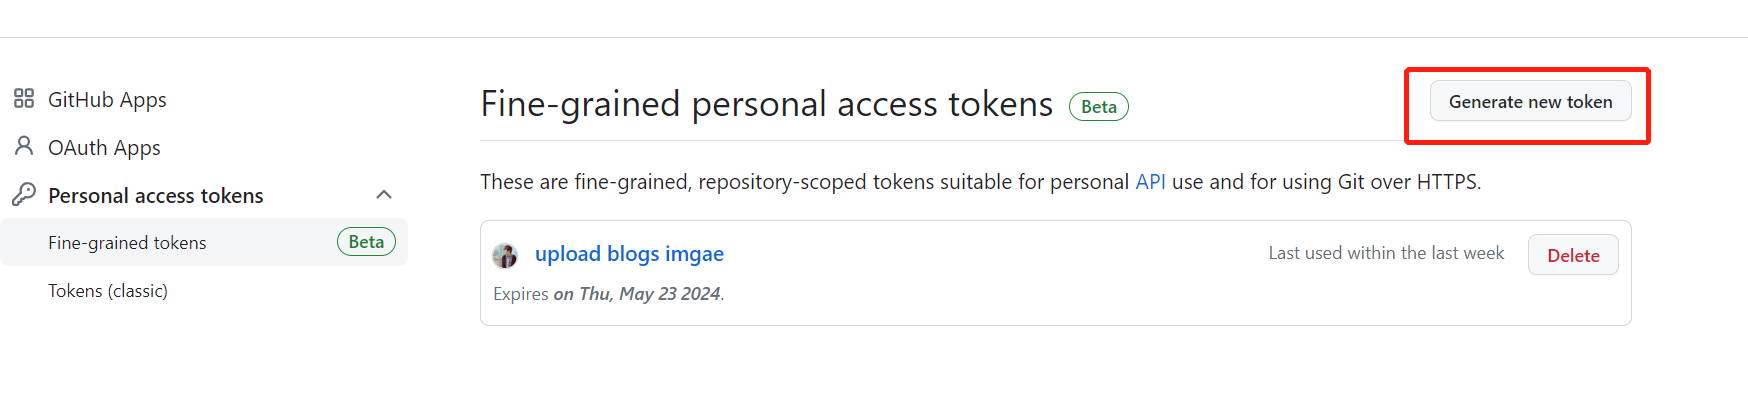 GitHub Apps
OAuth Apps
Personal access tokens
Fine-grained tokens Beta
Tokens (classic)
Fine-grained personal access tokens Beta
Generate new token
These are fine-grained, repository-scoped tokens suitable for personal API use and for using Git over HTTPS.
upload blogs imgae
Last used within the last week
Delete
Expires on Thu, May 23 2024.